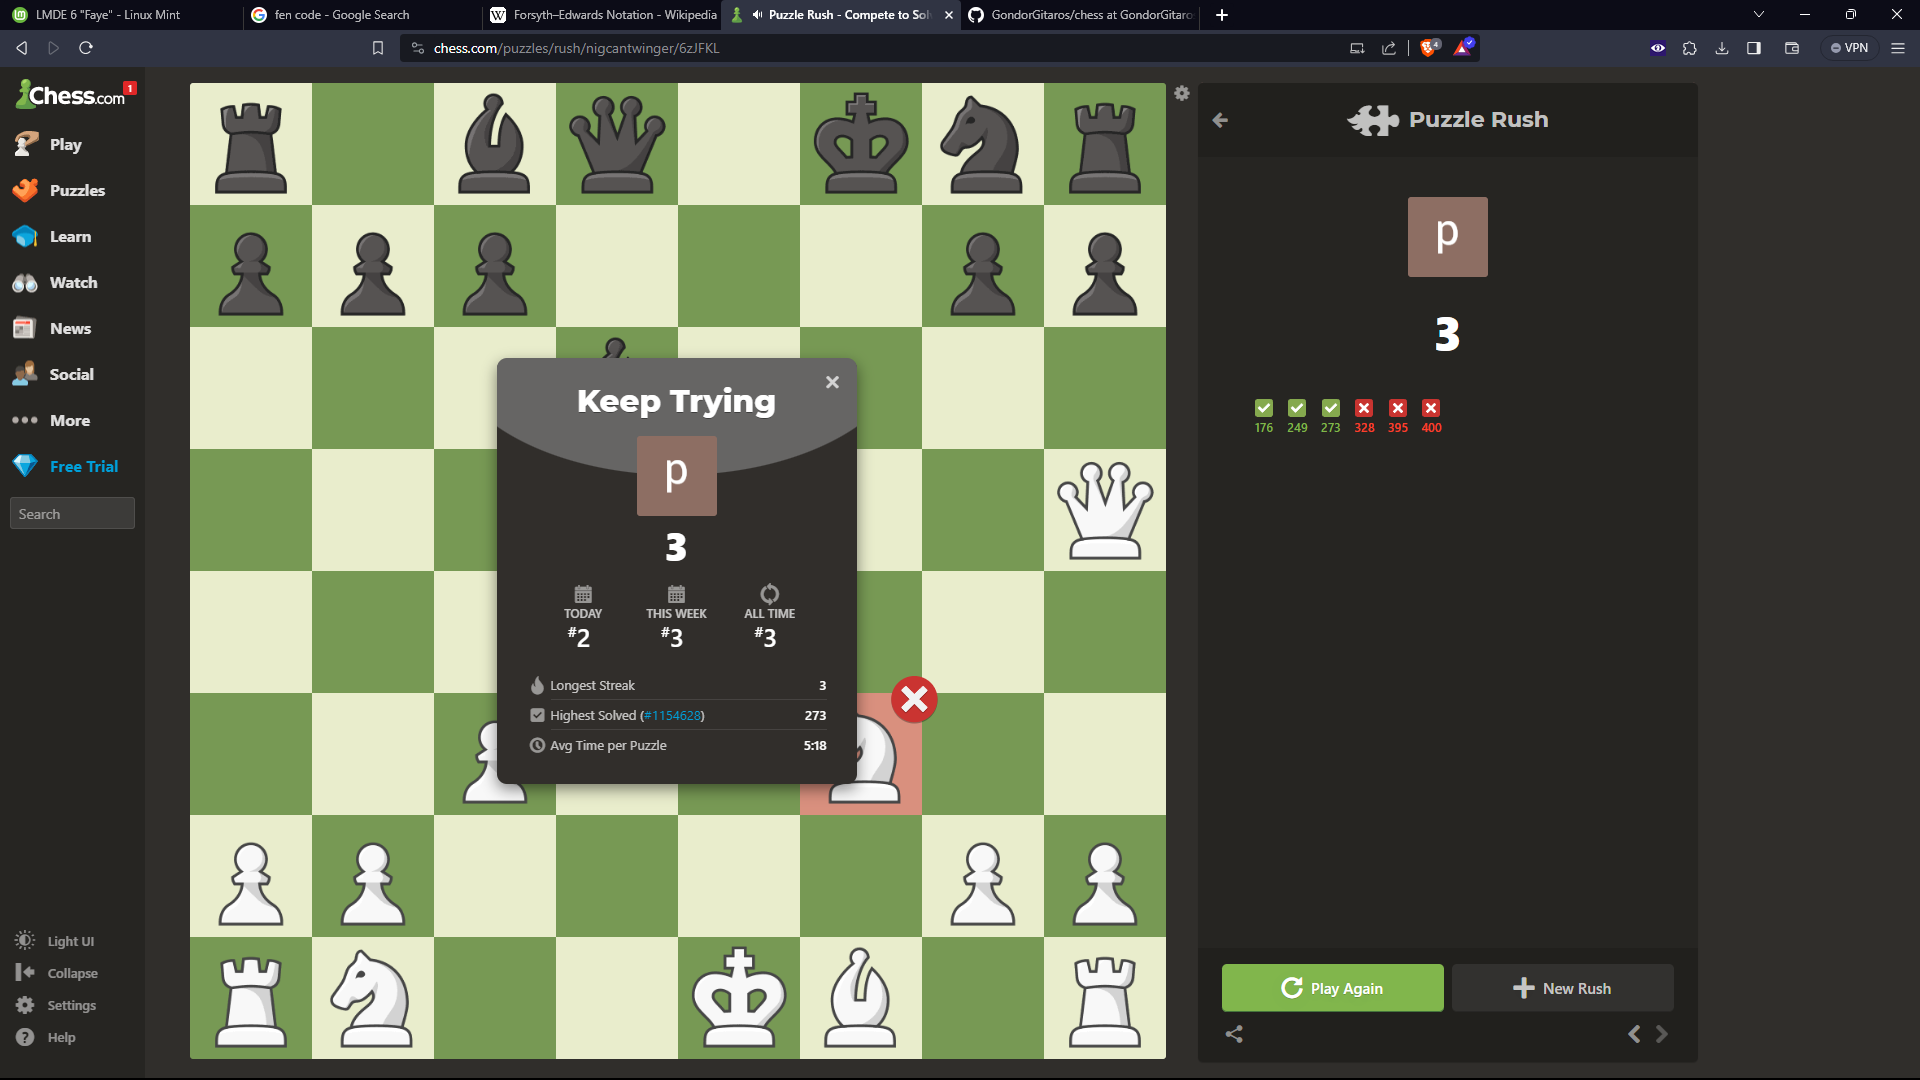 LMDE 6 "Faye" - Linux Mint
fen code - Google Search
Forsyth–Edwards Notation - Wikipedia
Puzzle Rush - Compete to Sol
GondorGitaros/chess at GondorGitaro
chess.com/puzzles/rush/nigcantwinger/6zJFKL
4
VPN
Chess.com
1
Play
Puzzles
Learn
Watch
News
Social
More
Free Trial
Search
Light UI
Collapse
Settings
Help
Keep Trying
p
3
TODAY
#2
THIS WEEK
#3
ALL TIME
#3
Longest Streak 3
Highest Solved (#1154628) 273
Avg Time per Puzzle 5:18
Puzzle Rush
p
3
176 249 273 328 395 400
Play Again
New Rush